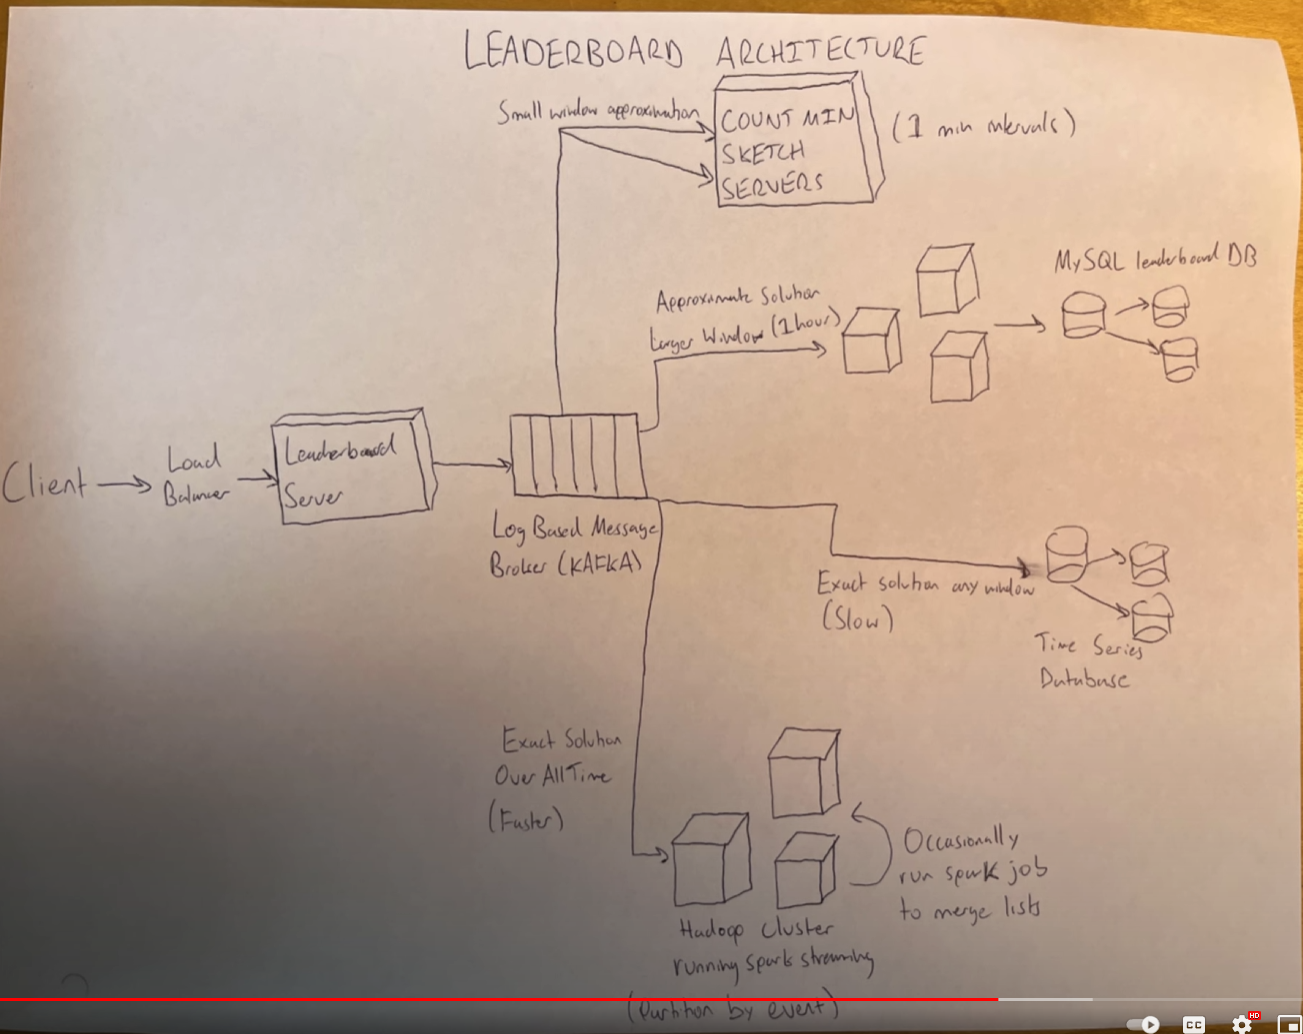 LEADERBOARD ARCHITECTURE
Small window approximation
COUNT MIN
SKETCH
SERVERS
(1 min intervals)
MySQL leaderboard DB
Approximate Solution
Larger Window (1 hour)
Client
Load
Balancer
Leaderboard
Server
Log Based Message
Broker (KAFKA)
Exact solution any window
(Slow)
Time Series
Database
Exact Solution
Over All Time
(Faster)
Occasionally
run spark job
to merge lists
Hadoop Cluster
running spark streaming
(Partition by event)
CC
HD